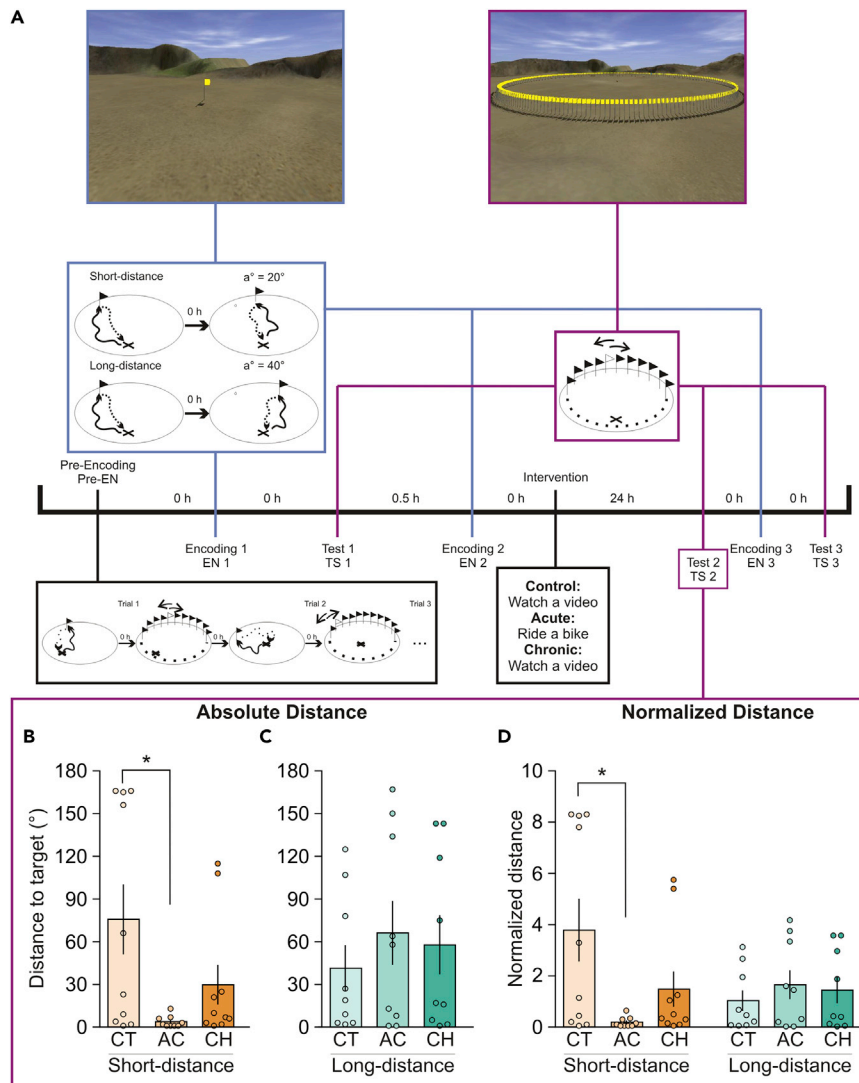 A
Short-distance
a° = 20°
0 h
Long-distance
a° = 40°
0 h
Pre-Encoding
Pre-EN
Intervention
0 h
0 h
0.5 h
0 h
24 h
0 h
0 h
Encoding 1
EN 1
Test 1
TS 1
Encoding 2
EN 2
Test 2
TS 2
Encoding 3
EN 3
Test 3
TS 3
Trial 1
Trial 2
Trial 3
0 h
0 h
0 h
...
Control:
Watch a video
Acute:
Ride a bike
Chronic:
Watch a video
Absolute Distance
Normalized Distance
B
Distance to target (°)
180
150
120
90
60
30
0
*
CT
AC
CH
Short-distance
C
180
150
120
90
60
30
0
CT
AC
CH
Long-distance
D
Normalized distance
10
8
6
4
2
0
*
CT
AC
CH
Short-distance
CT
AC
CH
Long-distance